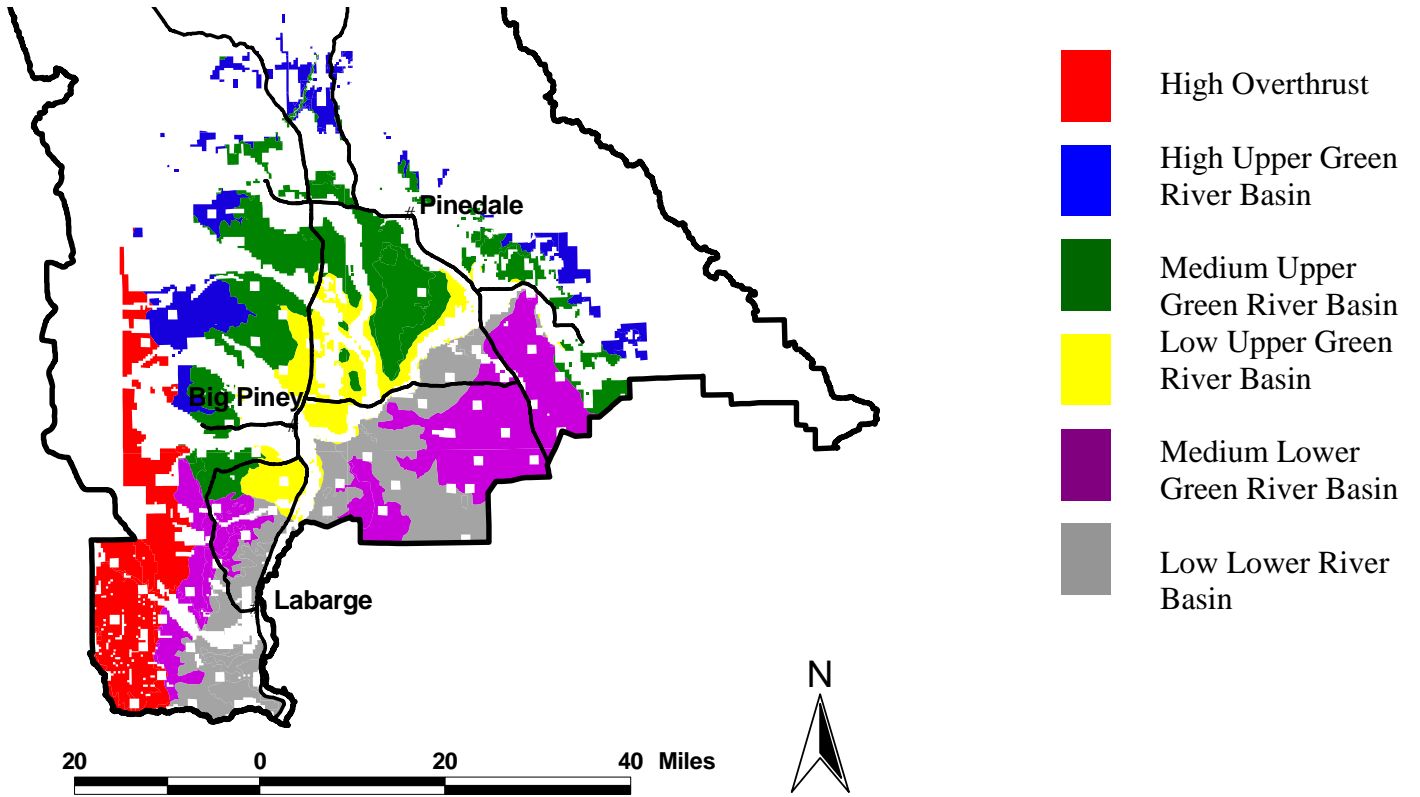 Pinedale
Big Piney
Labarge
20 0 20 40 Miles
N
High Overthrust
High Upper Green
River Basin
Medium Upper
Green River Basin
Low Upper Green
River Basin
Medium Lower
Green River Basin
Low Lower River
Basin